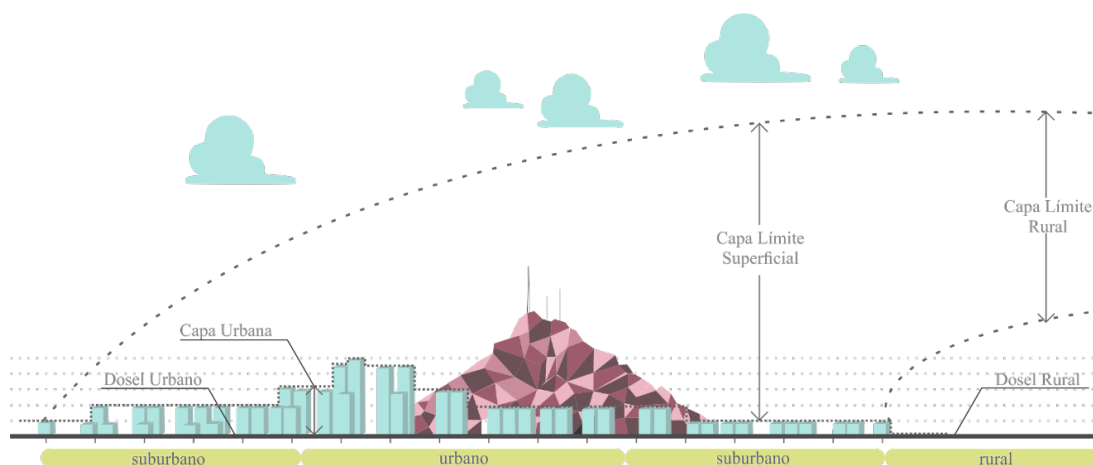 Capa Límite
Rural
Capa Límite
Superficial
Capa Urbana
Dosel Urbano
Dosel Rural
suburbano
urbano
suburbano
rural